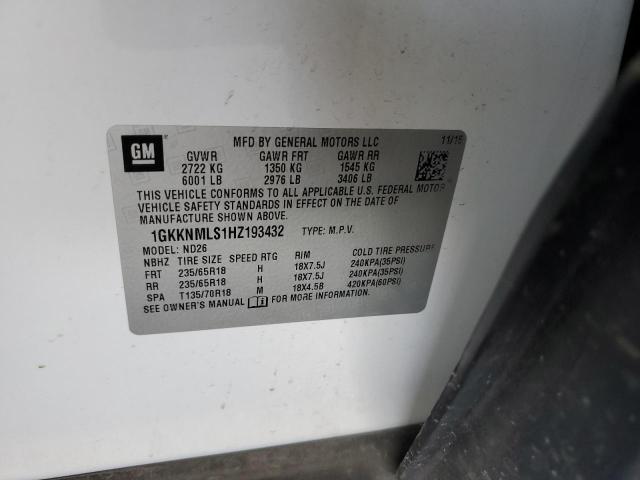 GM
MFD BY GENERAL MOTORS LLC 11/16
GVWR GAWR FRT GAWR RR
2722 KG 1350 KG 1545 KG
6001 LB 2976 LB 3406 LB
THIS VEHICLE CONFORMS TO ALL APPLICABLE U.S. FEDERAL MOTOR
VEHICLE SAFETY STANDARDS IN EFFECT ON THE DATE OF
MANUFACTURE SHOWN ABOVE.
1GKKNMLS1HZ193432 TYPE: M.P.V.
MODEL: ND26
NBHZ TIRE SIZE SPEED RTG RIM COLD TIRE PRESSURE
FRT 235/65R18 H 18X7.5J 240KPA(35PSI)
RR 235/65R18 H 18X7.5J 240KPA(35PSI)
SPA T135/70R18 M 18X4.5B 420KPA(60PSI)
SEE OWNER'S MANUAL FOR MORE INFORMATION